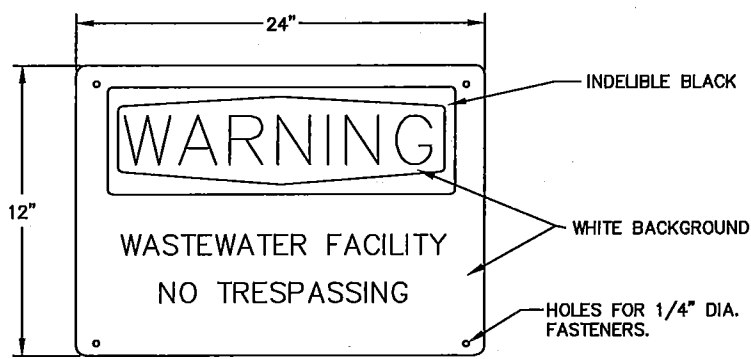 24"
INDELIBLE BLACK
WARNING
12"
WHITE BACKGROUND
WASTEWATER FACILITY
NO TRESPASSING
HOLES FOR 1/4" DIA.
FASTENERS.